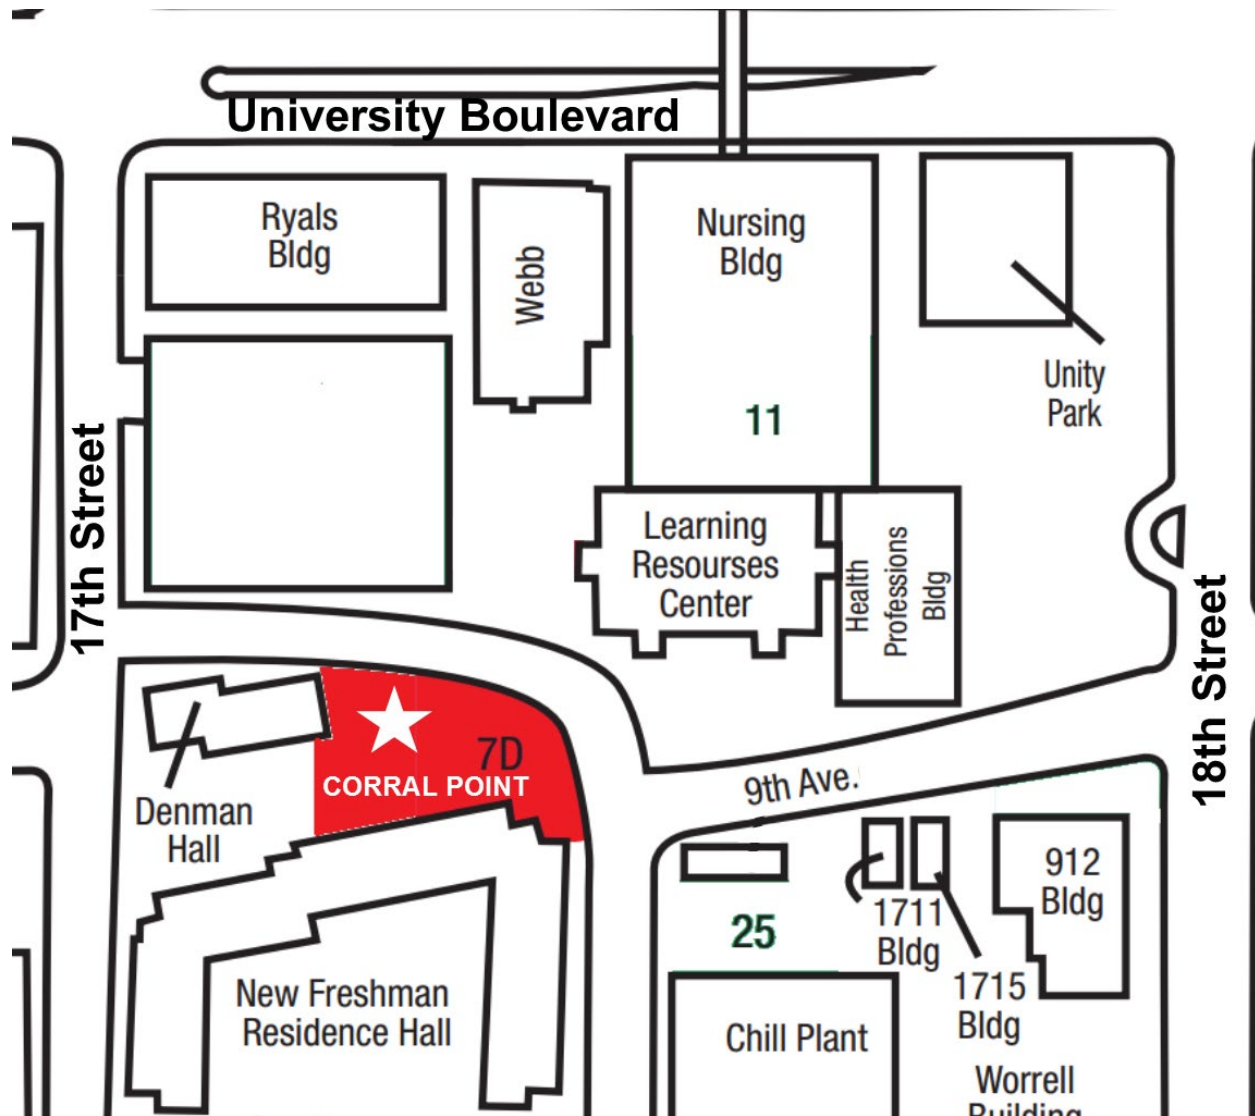 University Boulevard
Ryals
Bldg
Webb
Nursing
Bldg
11
Unity
Park
17th Street
Learning
Resourses
Center
Health
Professions
Bldg
18th Street
7D
CORRAL POINT
Denman
Hall
9th Ave.
25
1711
Bldg
1715
Bldg
912
Bldg
New Freshman
Residence Hall
Chill Plant
Worrell
Building